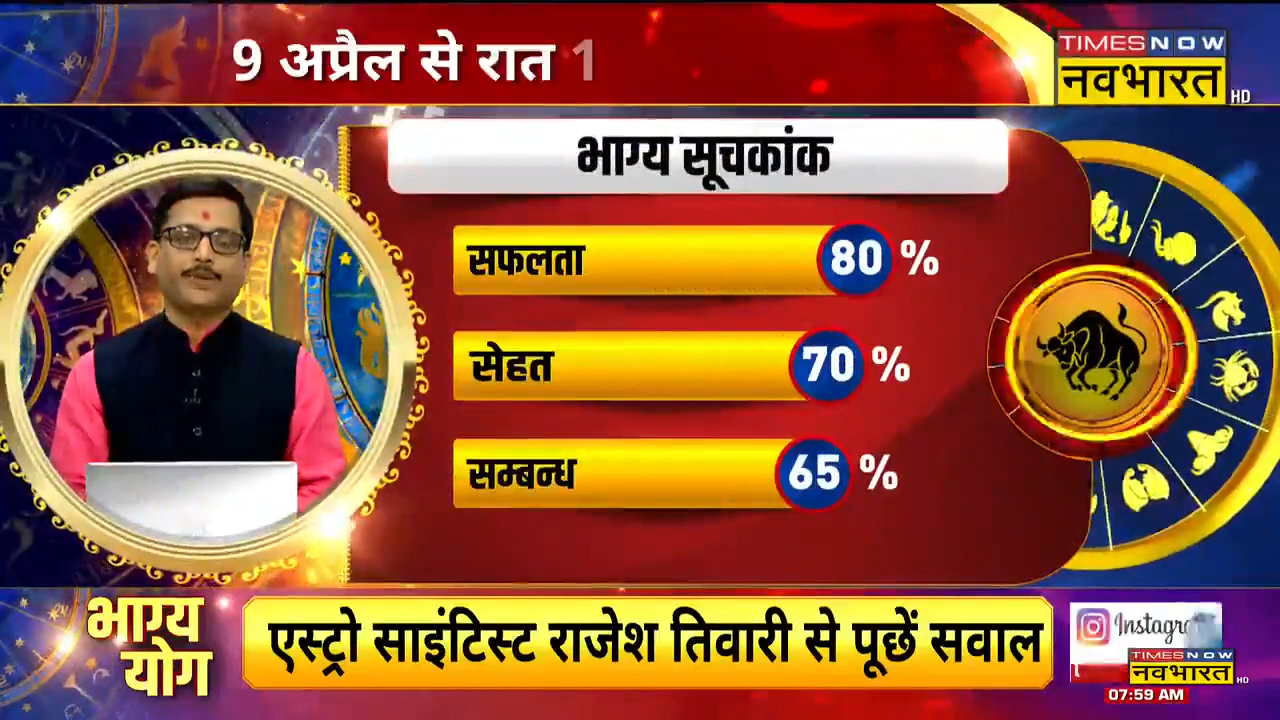 9 अप्रैल से रात 1
TIMES NOW
नवभारत
HD
भाग्य सूचकांक
सफलता 80 %
सेहत 70 %
सम्बन्ध 65 %
भाग्य
योग
एस्ट्रो साइंटिस्ट राजेश तिवारी से पूछें सवाल
TIMES NOW
नवभारत
HD
07:59 AM